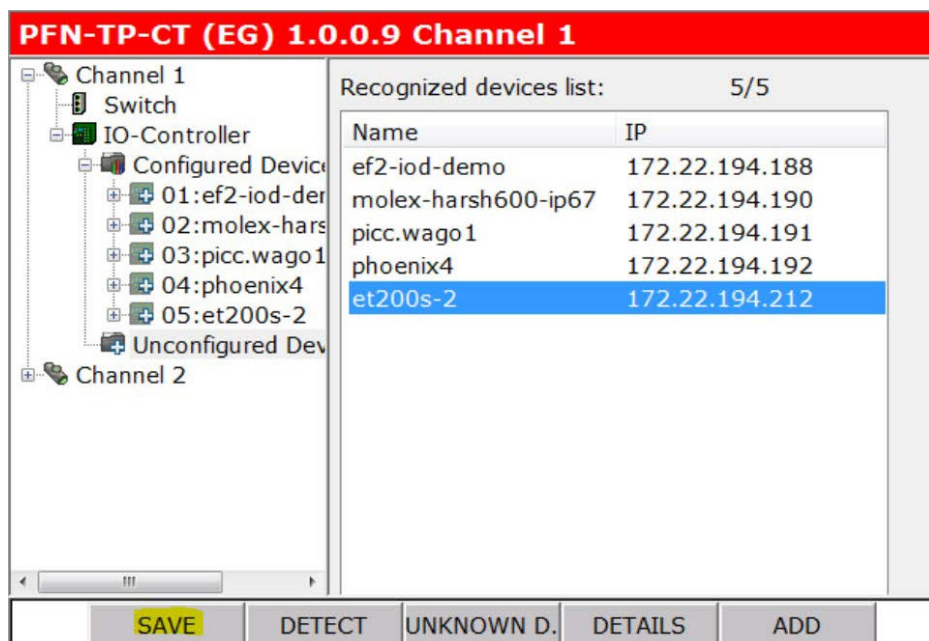 PFN-TP-CT (EG) 1.0.0.9 Channel 1
Channel 1
Switch
IO-Controller
Configured Device
01:ef2-iod-der
02:molex-hars
03:picc.wago1
04:phoenix4
05:et200s-2
Unconfigured Dev
Channel 2
Recognized devices list: 5/5
Name IP
ef2-iod-demo 172.22.194.188
molex-harsh600-ip67 172.22.194.190
picc.wago1 172.22.194.191
phoenix4 172.22.194.192
et200s-2 172.22.194.212
SAVE DETECT UNKNOWN D. DETAILS ADD